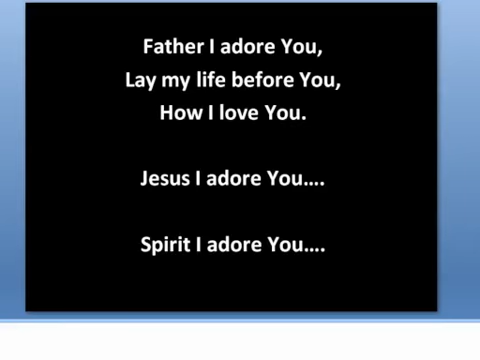 Father I adore You,
Lay my life before You,
How I love You.
Jesus I adore You....
Spirit I adore You....